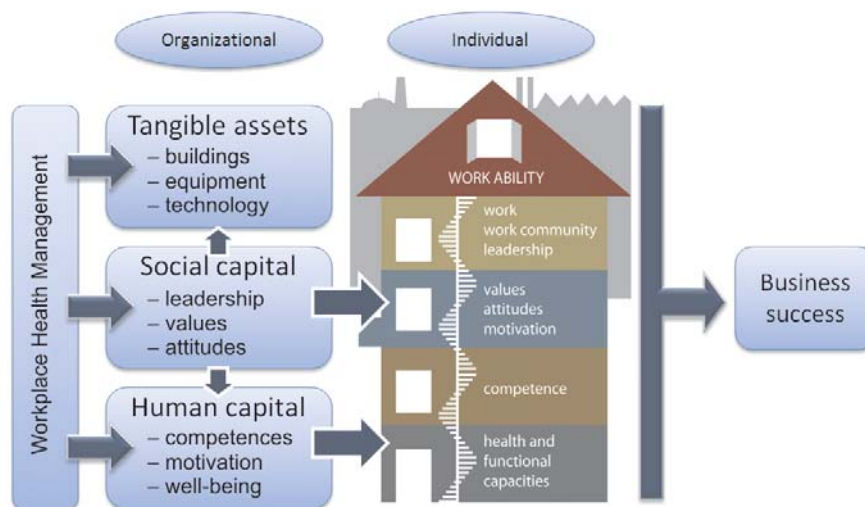 Organizational
Individual
Workplace Health Management
Tangible assets
– buildings
– equipment
– technology
Social capital
– leadership
– values
– attitudes
Human capital
– competences
– motivation
– well-being
WORK ABILITY
work
work community
leadership
values
attitudes
motivation
competence
health and
functional
capacities
Business
success